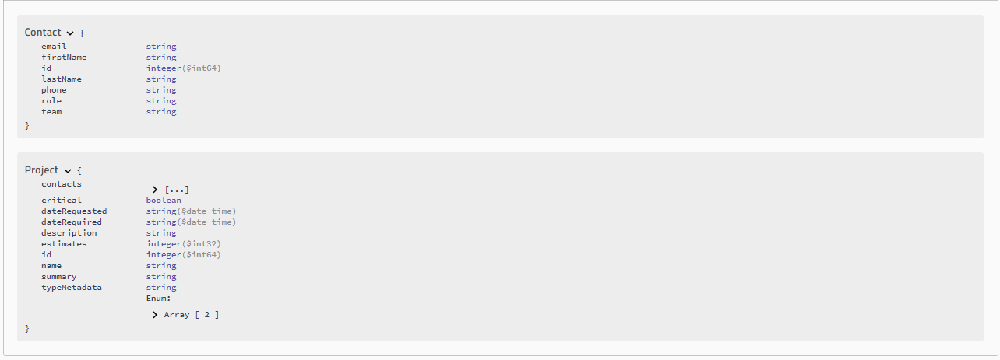 Contact {
email string
firstName string
id integer($int64)
lastName string
phone string
role string
team string
}
Project {
contacts
[...]
critical boolean
dateRequested string($date-time)
dateRequired string($date-time)
description string
estimates integer($int32)
id integer($int64)
name string
summary string
typeMetadata string
Enum:
Array [ 2 ]
}